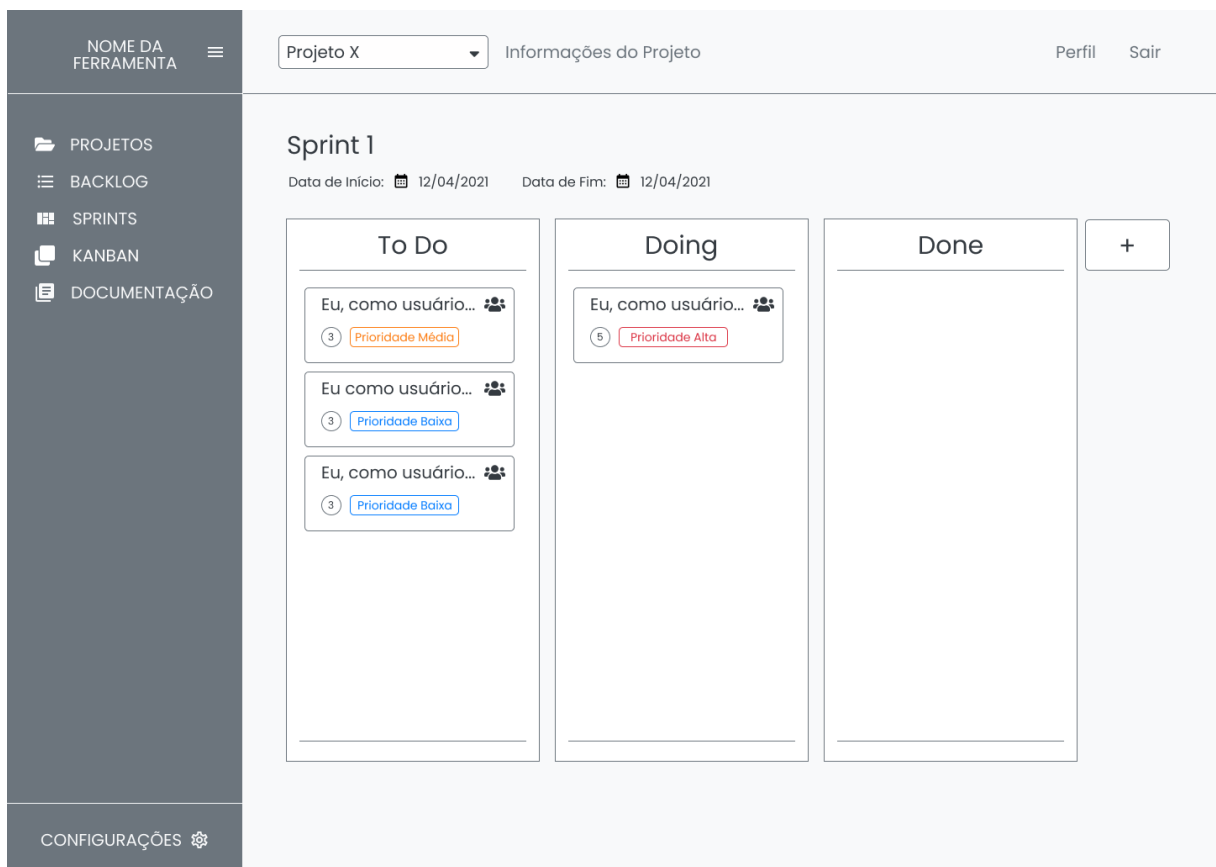 NOME DA
FERRAMENTA
PROJETOS
BACKLOG
SPRINTS
KANBAN
DOCUMENTAÇÃO
CONFIGURAÇÕES
Projeto X
Informações do Projeto
Perfil
Sair
Sprint 1
Data de Início: 12/04/2021 Data de Fim: 12/04/2021
To Do
Eu, como usuário...
3 Prioridade Média
Eu como usuário...
3 Prioridade Baixa
Eu, como usuário...
3 Prioridade Baixa
Doing
Eu, como usuário...
5 Prioridade Alta
Done
+